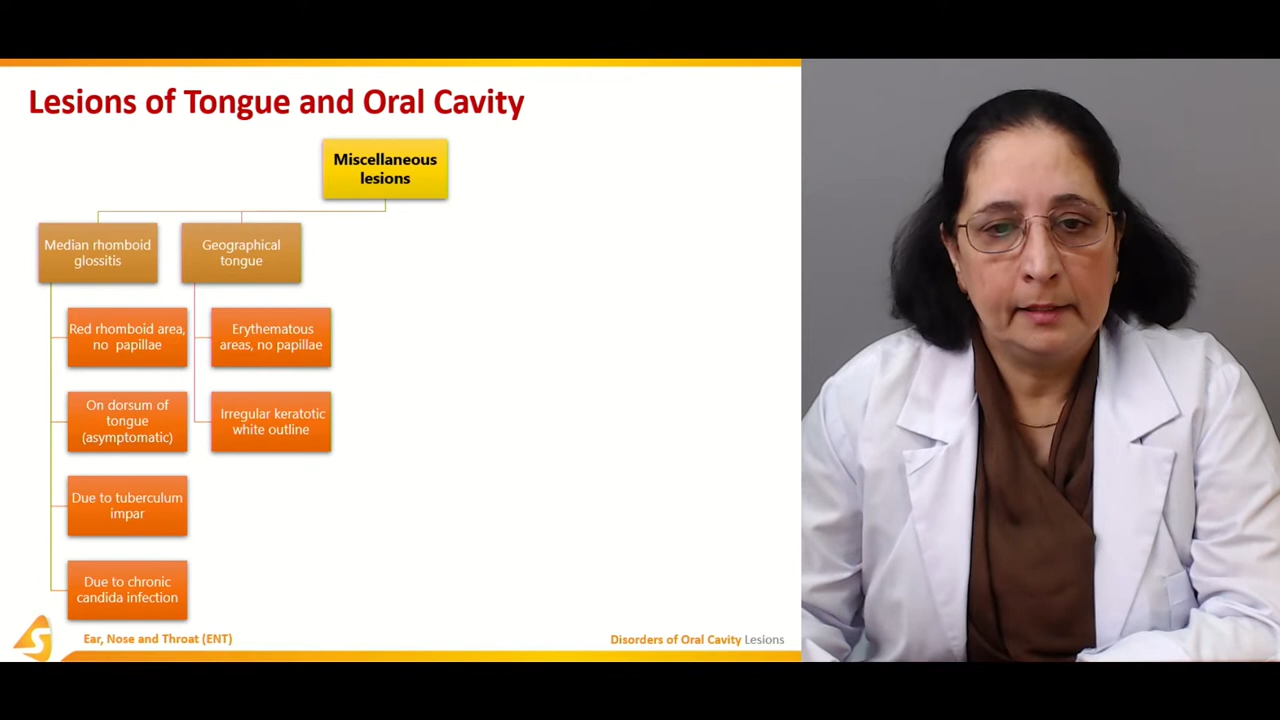 Lesions of Tongue and Oral Cavity
Miscellaneous
lesions
Median rhomboid
glossitis
Geographical
tongue
Red rhomboid area,
no papillae
Erythematous
areas, no papillae
On dorsum of
tongue
(asymptomatic)
Irregular keratotic
white outline
Due to tuberculum
impar
Due to chronic
candida infection
S
Ear, Nose and Throat (ENT)
Disorders of Oral Cavity Lesions